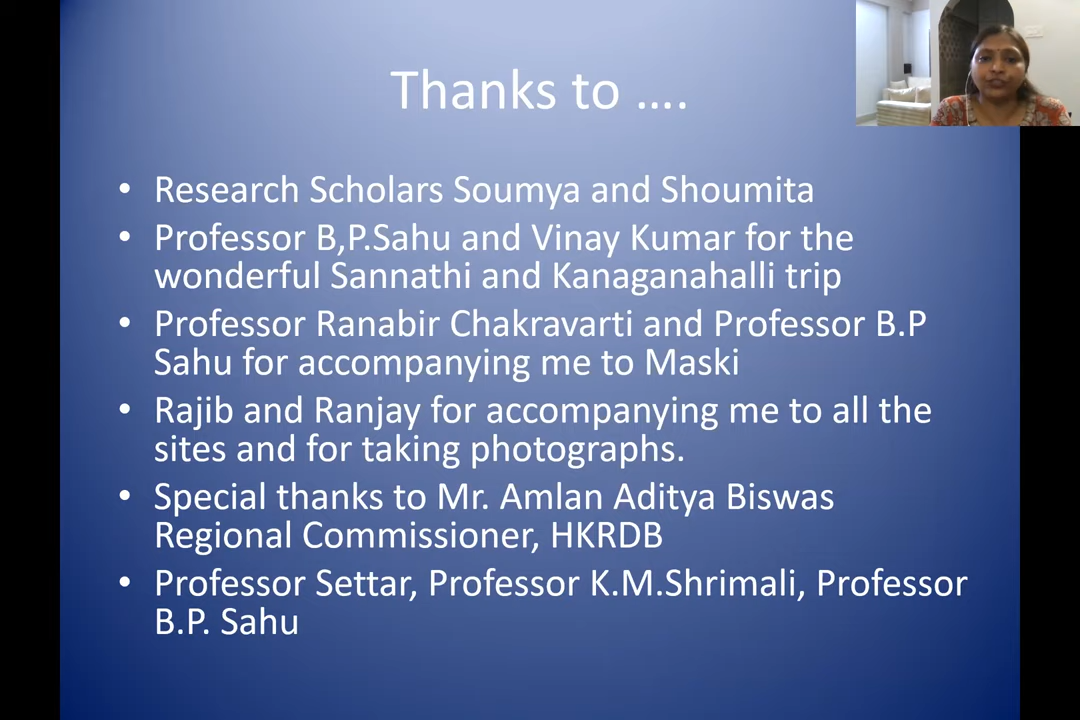 Thanks to ....
• Research Scholars Soumya and Shoumita
• Professor B,P.Sahu and Vinay Kumar for the
wonderful Sannathi and Kanaganahalli trip
• Professor Ranabir Chakravarti and Professor B.P
Sahu for accompanying me to Maski
• Rajib and Ranjay for accompanying me to all the
sites and for taking photographs.
• Special thanks to Mr. Amlan Aditya Biswas
Regional Commissioner, HKRDB
• Professor Settar, Professor K.M.Shrimali, Professor
B.P. Sahu